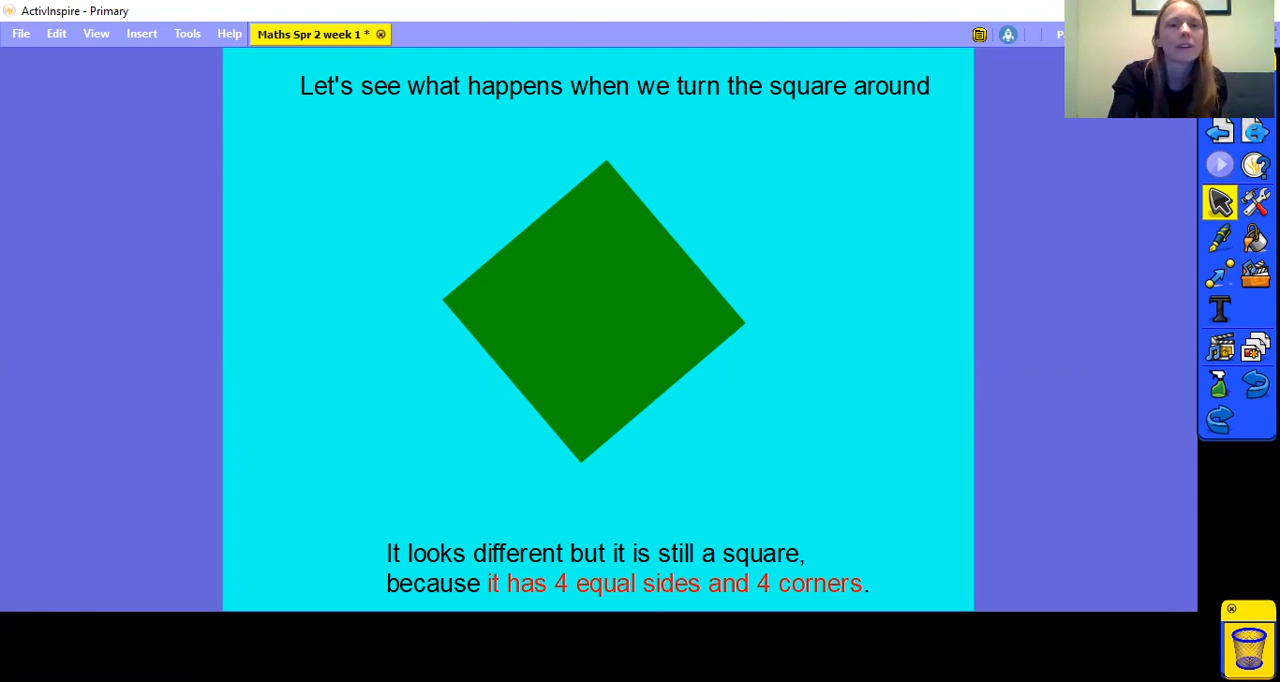 ActivInspire - Primary
File Edit View Insert Tools Help Maths Spr 2 week 1 *
Let's see what happens when we turn the square around
It looks different but it is still a square,
because it has 4 equal sides and 4 corners.